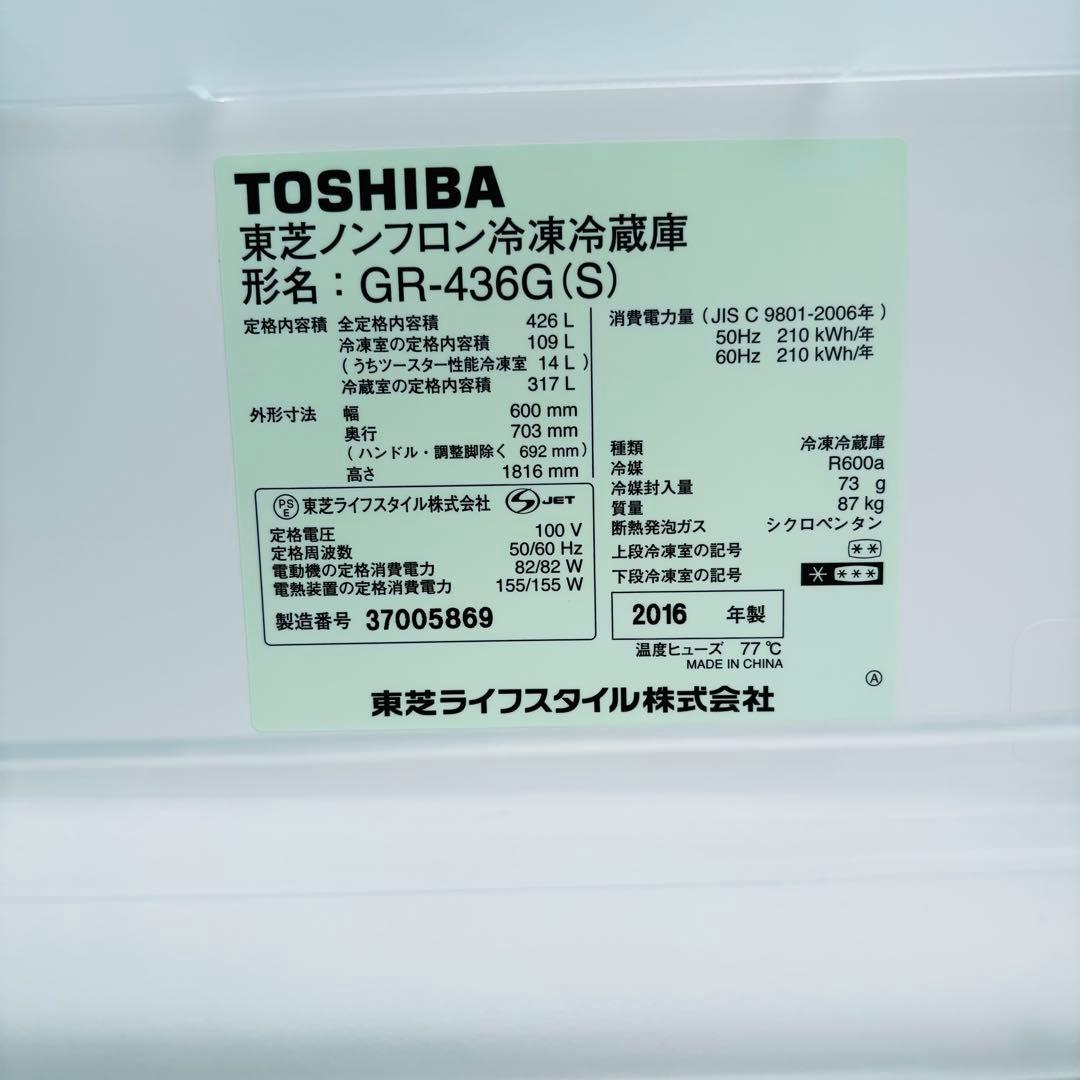 TOSHIBA
東芝ノンフロン冷凍冷蔵庫
形名：GR-436G(S)
定格内容積 全定格内容積 426 L
冷凍室の定格内容積 109 L
(うちツースター性能冷凍室 14 L)
冷蔵室の定格内容積 317 L
外形寸法 幅 600 mm
奥行 703 mm
(ハンドル・調整脚除く 692 mm)
高さ 1816 mm
PSE 東芝ライフスタイル株式会社 S JET
定格電圧 100 V
定格周波数 50/60 Hz
電動機の定格消費電力 82/82 W
電熱装置の定格消費電力 155/155 W
製造番号 37005869
消費電力量 (JIS C 9801-2006年)
50Hz 210 kWh/年
60Hz 210 kWh/年
種類 冷凍冷蔵庫
冷媒 R600a
冷媒封入量 73 g
質量 87 kg
断熱発泡ガス シクロペンタン
上段冷凍室の記号 **
下段冷凍室の記号 * ***
2016 年製
温度ヒューズ 77 ℃
MADE IN CHINA
Ⓐ
東芝ライフスタイル株式会社